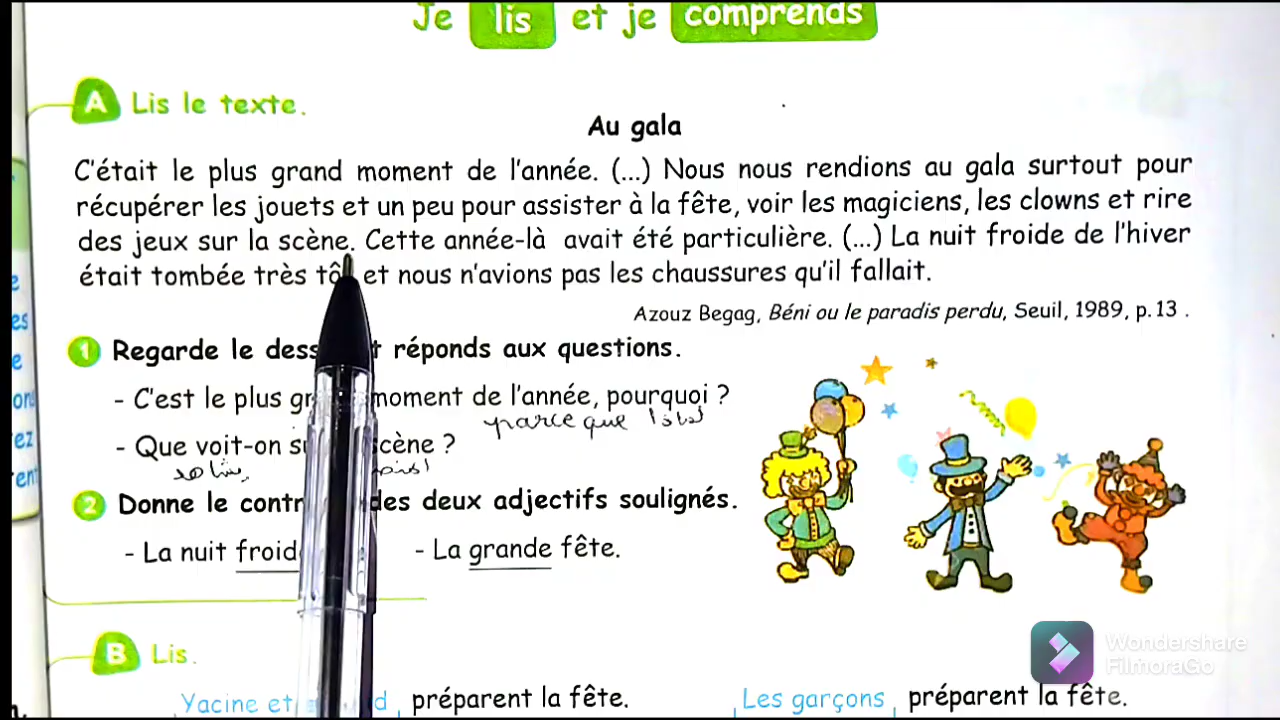 Je lis et je comprends
A Lis le texte.
Au gala
C'était le plus grand moment de l'année. (...) Nous nous rendions au gala surtout pour
récupérer les jouets et un peu pour assister à la fête, voir les magiciens, les clowns et rire
des jeux sur la scène. Cette année-là avait été particulière. (...) La nuit froide de l'hiver
était tombée très tô et nous n'avions pas les chaussures qu'il fallait.
Azouz Begag, Béni ou le paradis perdu, Seuil, 1989, p.13 .
1 Regarde le dess t réponds aux questions.
- C'est le plus gr moment de l'année, pourquoi ?
parce que لماذا
- Que voit-on s scène ?
يشاهد
2 Donne le contr des deux adjectifs soulignés.
- La nuit froid - La grande fête.
B Lis.
Yacine et d préparent la fête. Les garçons préparent la fête.
Wondershare
FilmoraGo